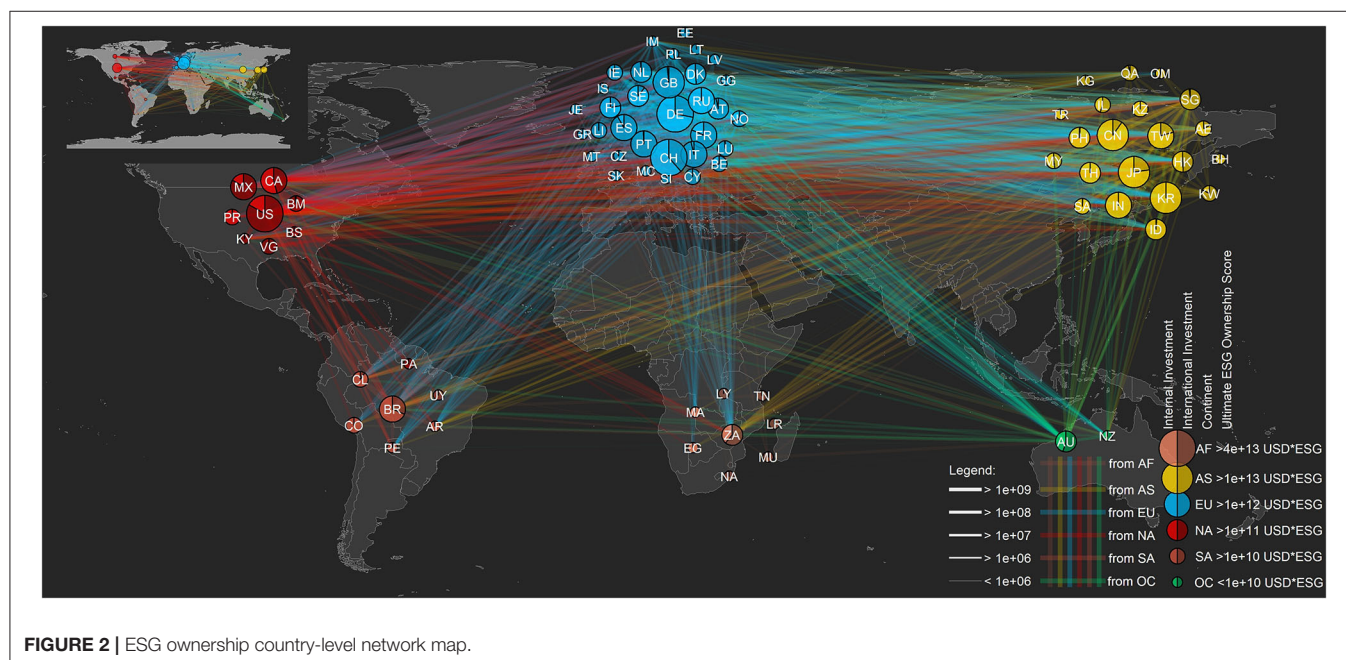 EE
IM
PL
LT
LV
IE
NL
GB
DK
GG
IS
SE
RU
JE
FI
DE
AT
NO
GR
LI
ES
FR
PT
LU
MT
CZ
CH
IT
BE
SK
MC
SI
CY
KG
QA
OM
SG
TR
IL
KZ
PH
CN
TW
AE
MY
TH
JP
HK
BH
SA
IN
KR
KW
ID
MX
CA
BM
PR
US
KY
BS
VG
PA
CL
UY
BR
CO
AR
PE
LY
TN
MA
ZA
LR
EG
MU
NA
AU
NZ
Internal Investment
International Investment
Continent
Ultimate ESG Ownership Score
Legend:
> 1e+09
> 1e+08
> 1e+07
> 1e+06
< 1e+06
from AF
from AS
from EU
from NA
from SA
from OC
AF >4e+13 USD*ESG
AS >1e+13 USD*ESG
EU >1e+12 USD*ESG
NA >1e+11 USD*ESG
SA >1e+10 USD*ESG
OC <1e+10 USD*ESG
FIGURE 2 | ESG ownership country-level network map.